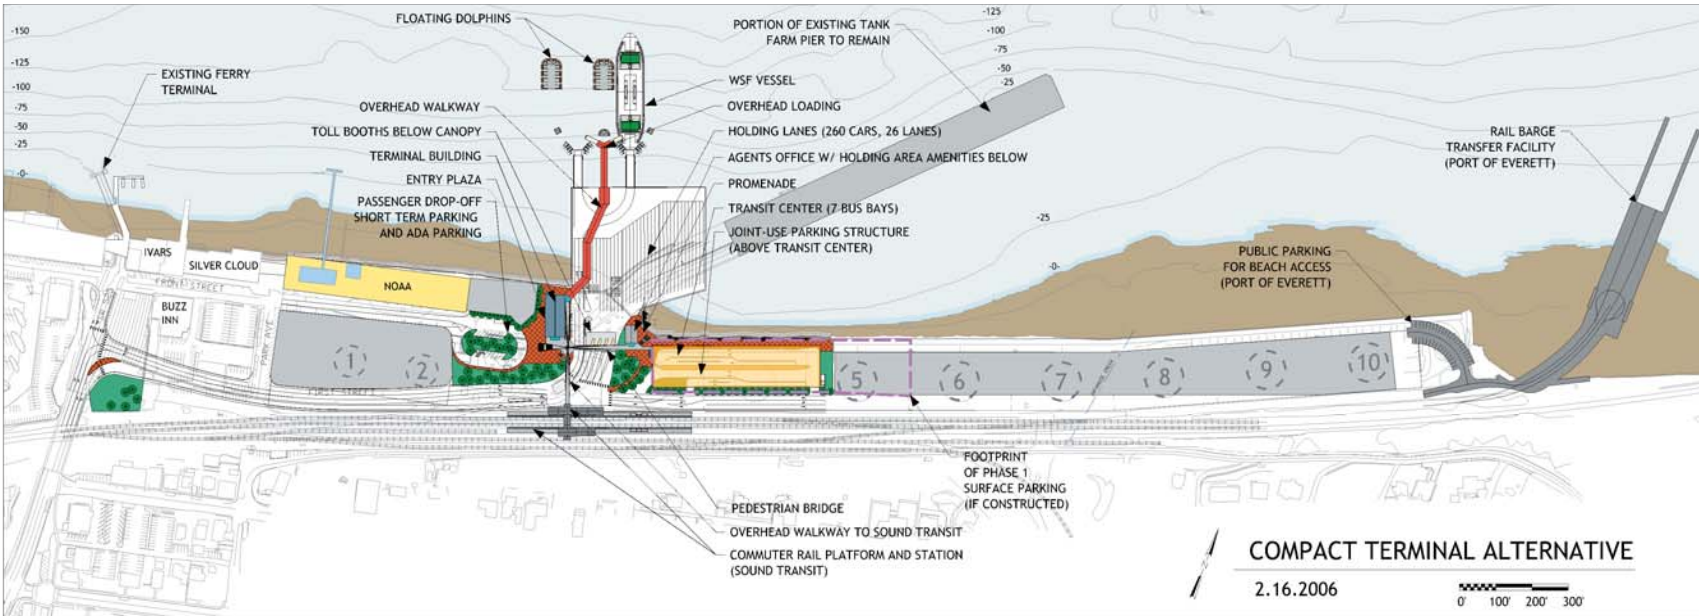 -150
-125
-100
-75
-50
-25
-0-
EXISTING FERRY
TERMINAL
FLOATING DOLPHINS
OVERHEAD WALKWAY
TOLL BOOTHS BELOW CANOPY
TERMINAL BUILDING
ENTRY PLAZA
PASSENGER DROP-OFF
SHORT TERM PARKING
AND ADA PARKING
PORTION OF EXISTING TANK
FARM PIER TO REMAIN
WSF VESSEL
OVERHEAD LOADING
HOLDING LANES (260 CARS, 26 LANES)
AGENTS OFFICE W/ HOLDING AREA AMENITIES BELOW
PROMENADE
TRANSIT CENTER (7 BUS BAYS)
JOINT-USE PARKING STRUCTURE
(ABOVE TRANSIT CENTER)
-125
-100
-75
-50
-25
-25
-0-
RAIL BARGE
TRANSFER FACILITY
(PORT OF EVERETT)
PUBLIC PARKING
FOR BEACH ACCESS
(PORT OF EVERETT)
IVARS
SILVER CLOUD
FRONT STREET
NOAA
BUZZ
INN
PARK AVE
FIRST STREET
1
2
5
6
7
8
9
10
FOOTPRINT
OF PHASE 1
SURFACE PARKING
(IF CONSTRUCTED)
PEDESTRIAN BRIDGE
OVERHEAD WALKWAY TO SOUND TRANSIT
COMMUTER RAIL PLATFORM AND STATION
(SOUND TRANSIT)
COMPACT TERMINAL ALTERNATIVE
2.16.2006
0' 100' 200' 300'